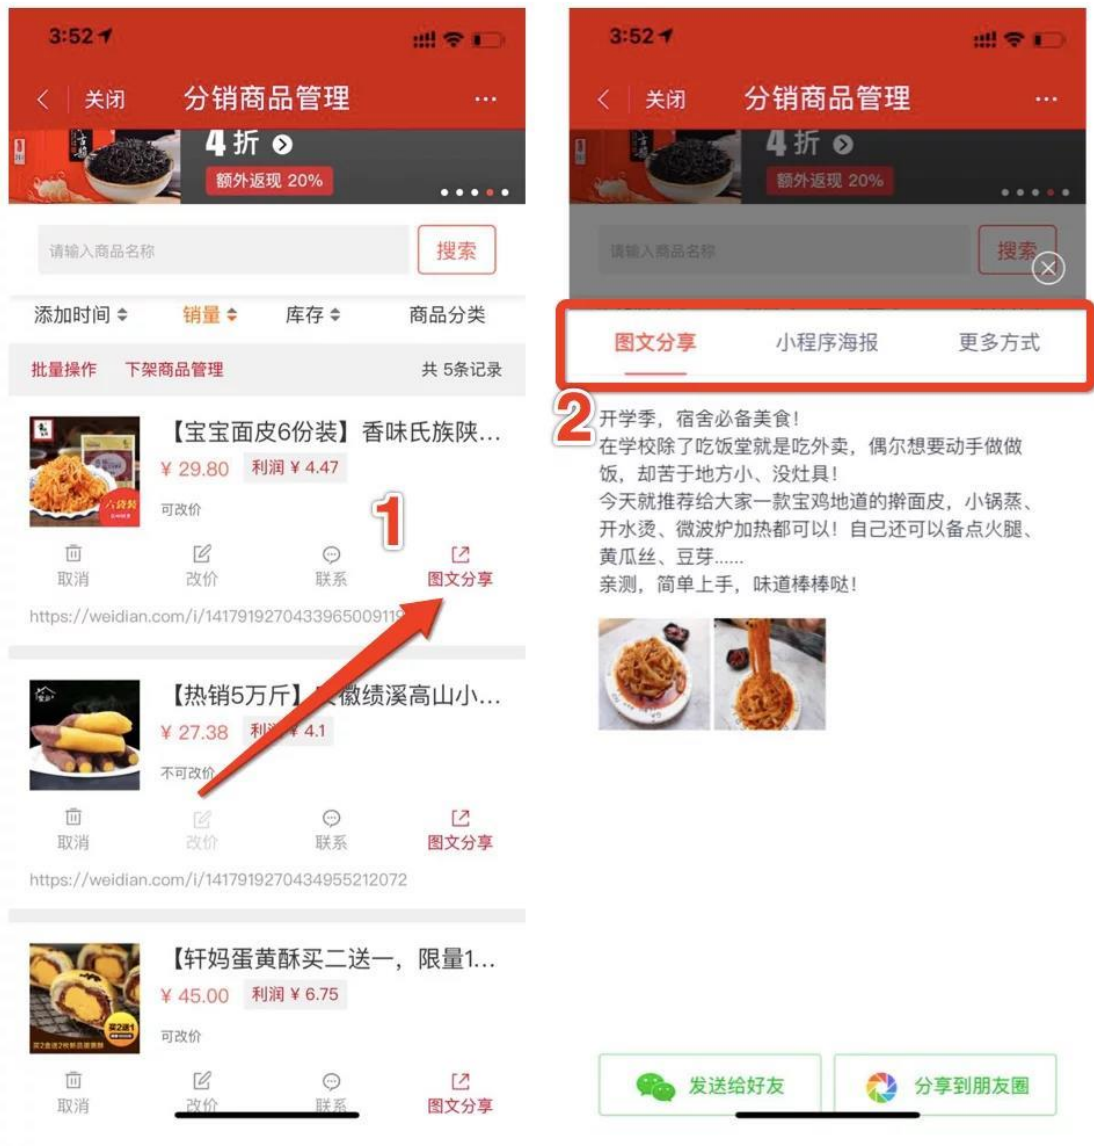 3:52
关闭
分销商品管理
4折
额外返现 20%
请输入商品名称
搜索
添加时间
销量
库存
商品分类
批量操作
下架商品管理
共 5条记录
【宝宝面皮6份装】香味氏族陕...
¥ 29.80
利润 ¥ 4.47
可改价
六袋装
1
取消
改价
联系
图文分享
https://weidian.com/i/14179192704339650091
【热销5万斤】 徽绩溪高山小...
¥ 27.38
¥ 4.1
不可改价
取消
改价
联系
图文分享
https://weidian.com/i/141791927043495521​2072
【轩妈蛋黄酥买二送一，限量1...
¥ 45.00
利润 ¥ 6.75
可改价
买2送1
取消
改价
联系
图文分享
3:52
关闭
分销商品管理
4折
额外返现 20%
请输入商品名称
搜索
图文分享
小程序海报
更多方式
2
开学季，宿舍必备美食！
在学校除了吃饭堂就是吃外卖，偶尔想要动手做做
饭，却苦于地方小、没灶具！
今天就推荐给大家一款宝鸡地道的擀面皮，小锅蒸、
开水烫、微波炉加热都可以！自己还可以备点火腿、
黄瓜丝、豆芽......
亲测，简单上手，味道棒棒哒！
发送给好友
分享到朋友圈